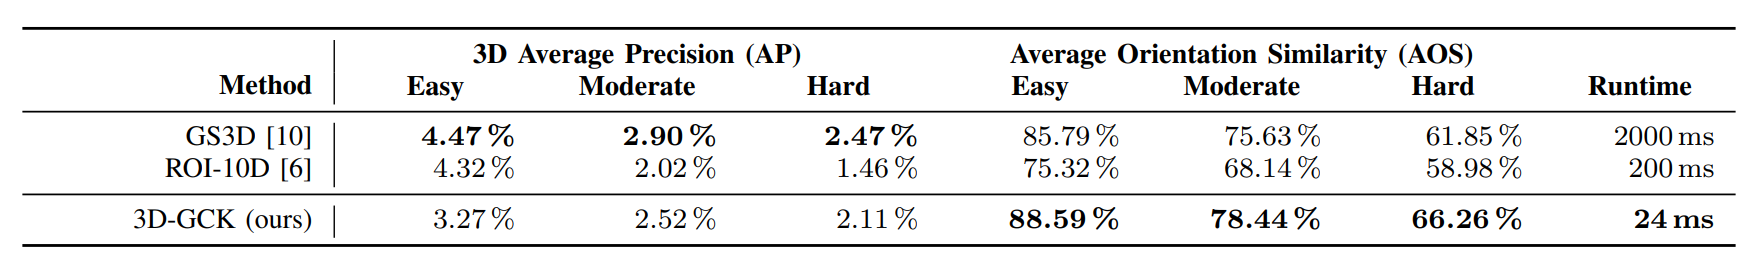 3D Average Precision (AP) Average Orientation Similarity (AOS)
Method Easy Moderate Hard Easy Moderate Hard Runtime
GS3D [10] 4.47 % 2.90 % 2.47 % 85.79 % 75.63 % 61.85 % 2000 ms
ROI-10D [6] 4.32 % 2.02 % 1.46 % 75.32 % 68.14 % 58.98 % 200 ms
3D-GCK (ours) 3.27 % 2.52 % 2.11 % 88.59 % 78.44 % 66.26 % 24 ms